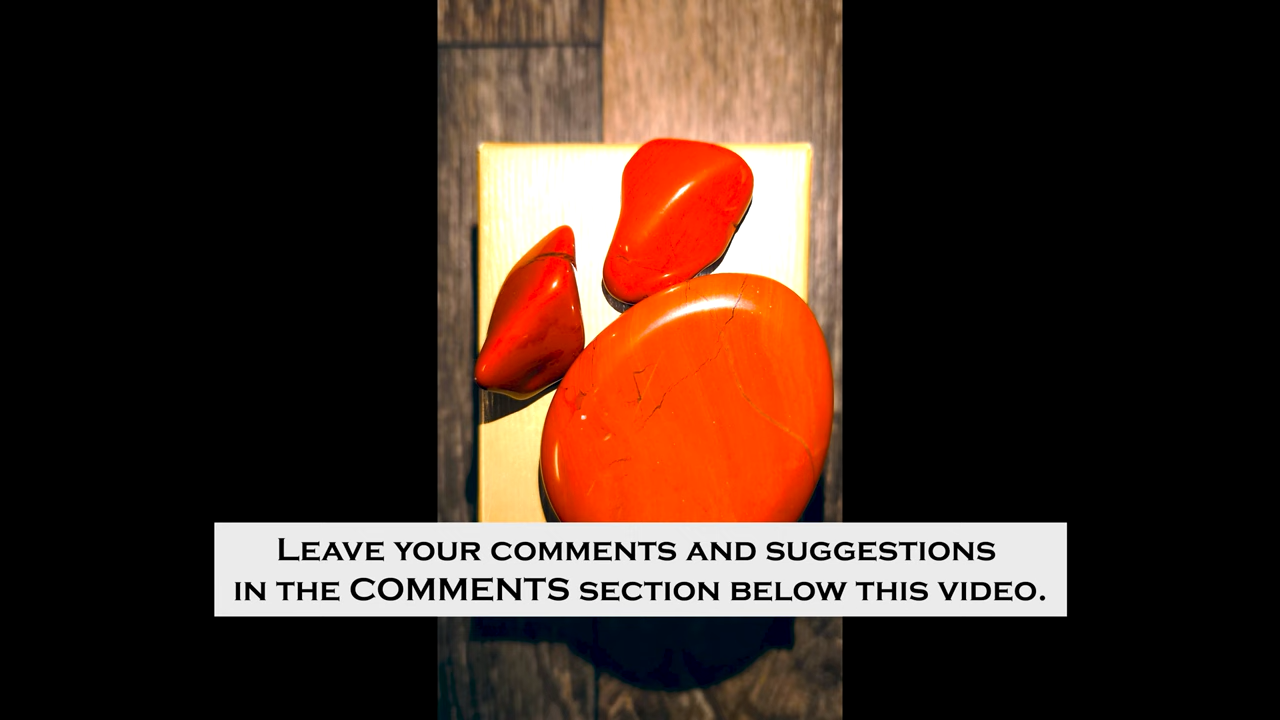 Leave your comments and suggestions
in the COMMENTS section below this video.